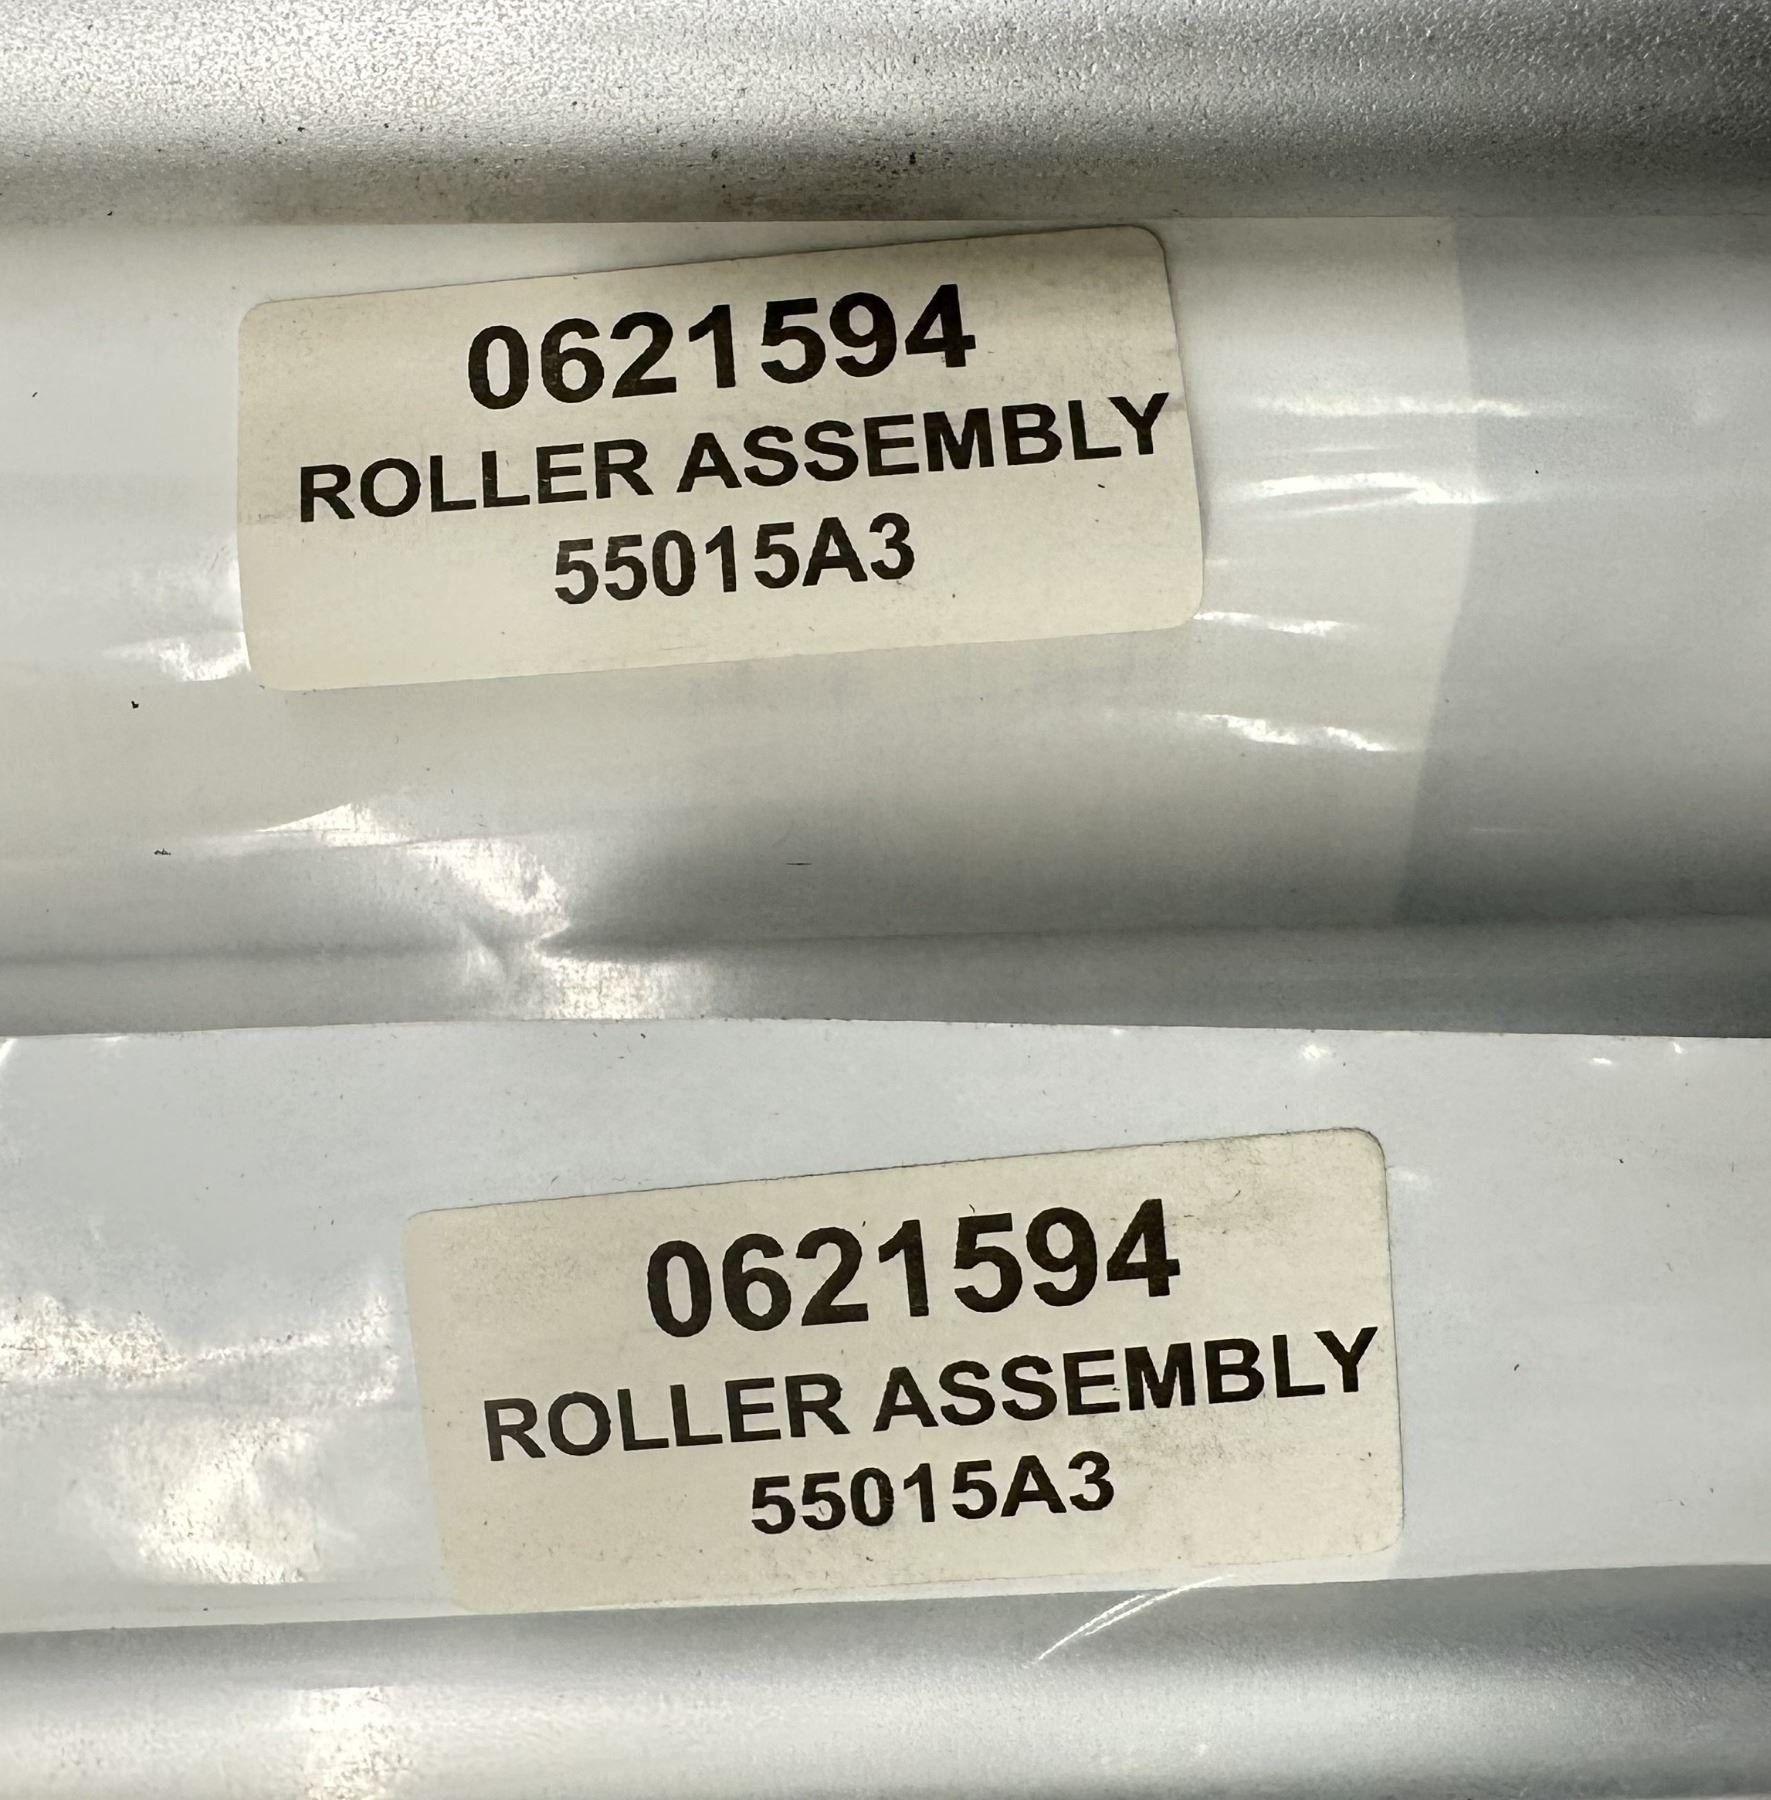 0621594
ROLLER ASSEMBLY
55015A3
0621594
ROLLER ASSEMBLY
55015A3